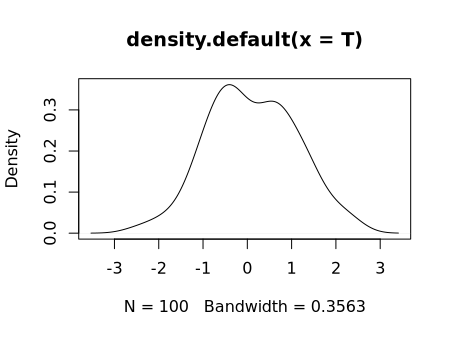 density.default(x = T)
Density
0.0 0.1 0.2 0.3
-3 -2 -1 0 1 2 3
N = 100 Bandwidth = 0.3563